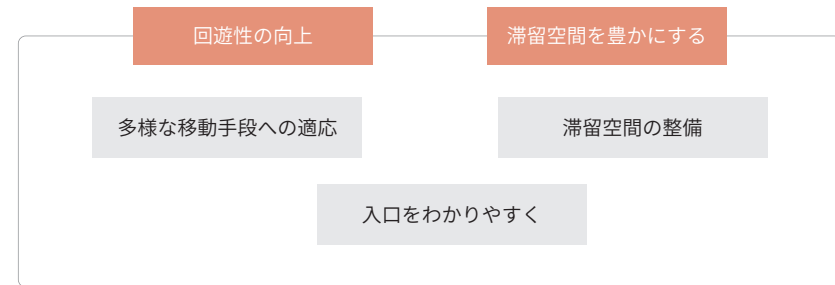 回遊性の向上
滞留空間を豊かにする
多様な移動手段への適応
滞留空間の整備
入口をわかりやすく